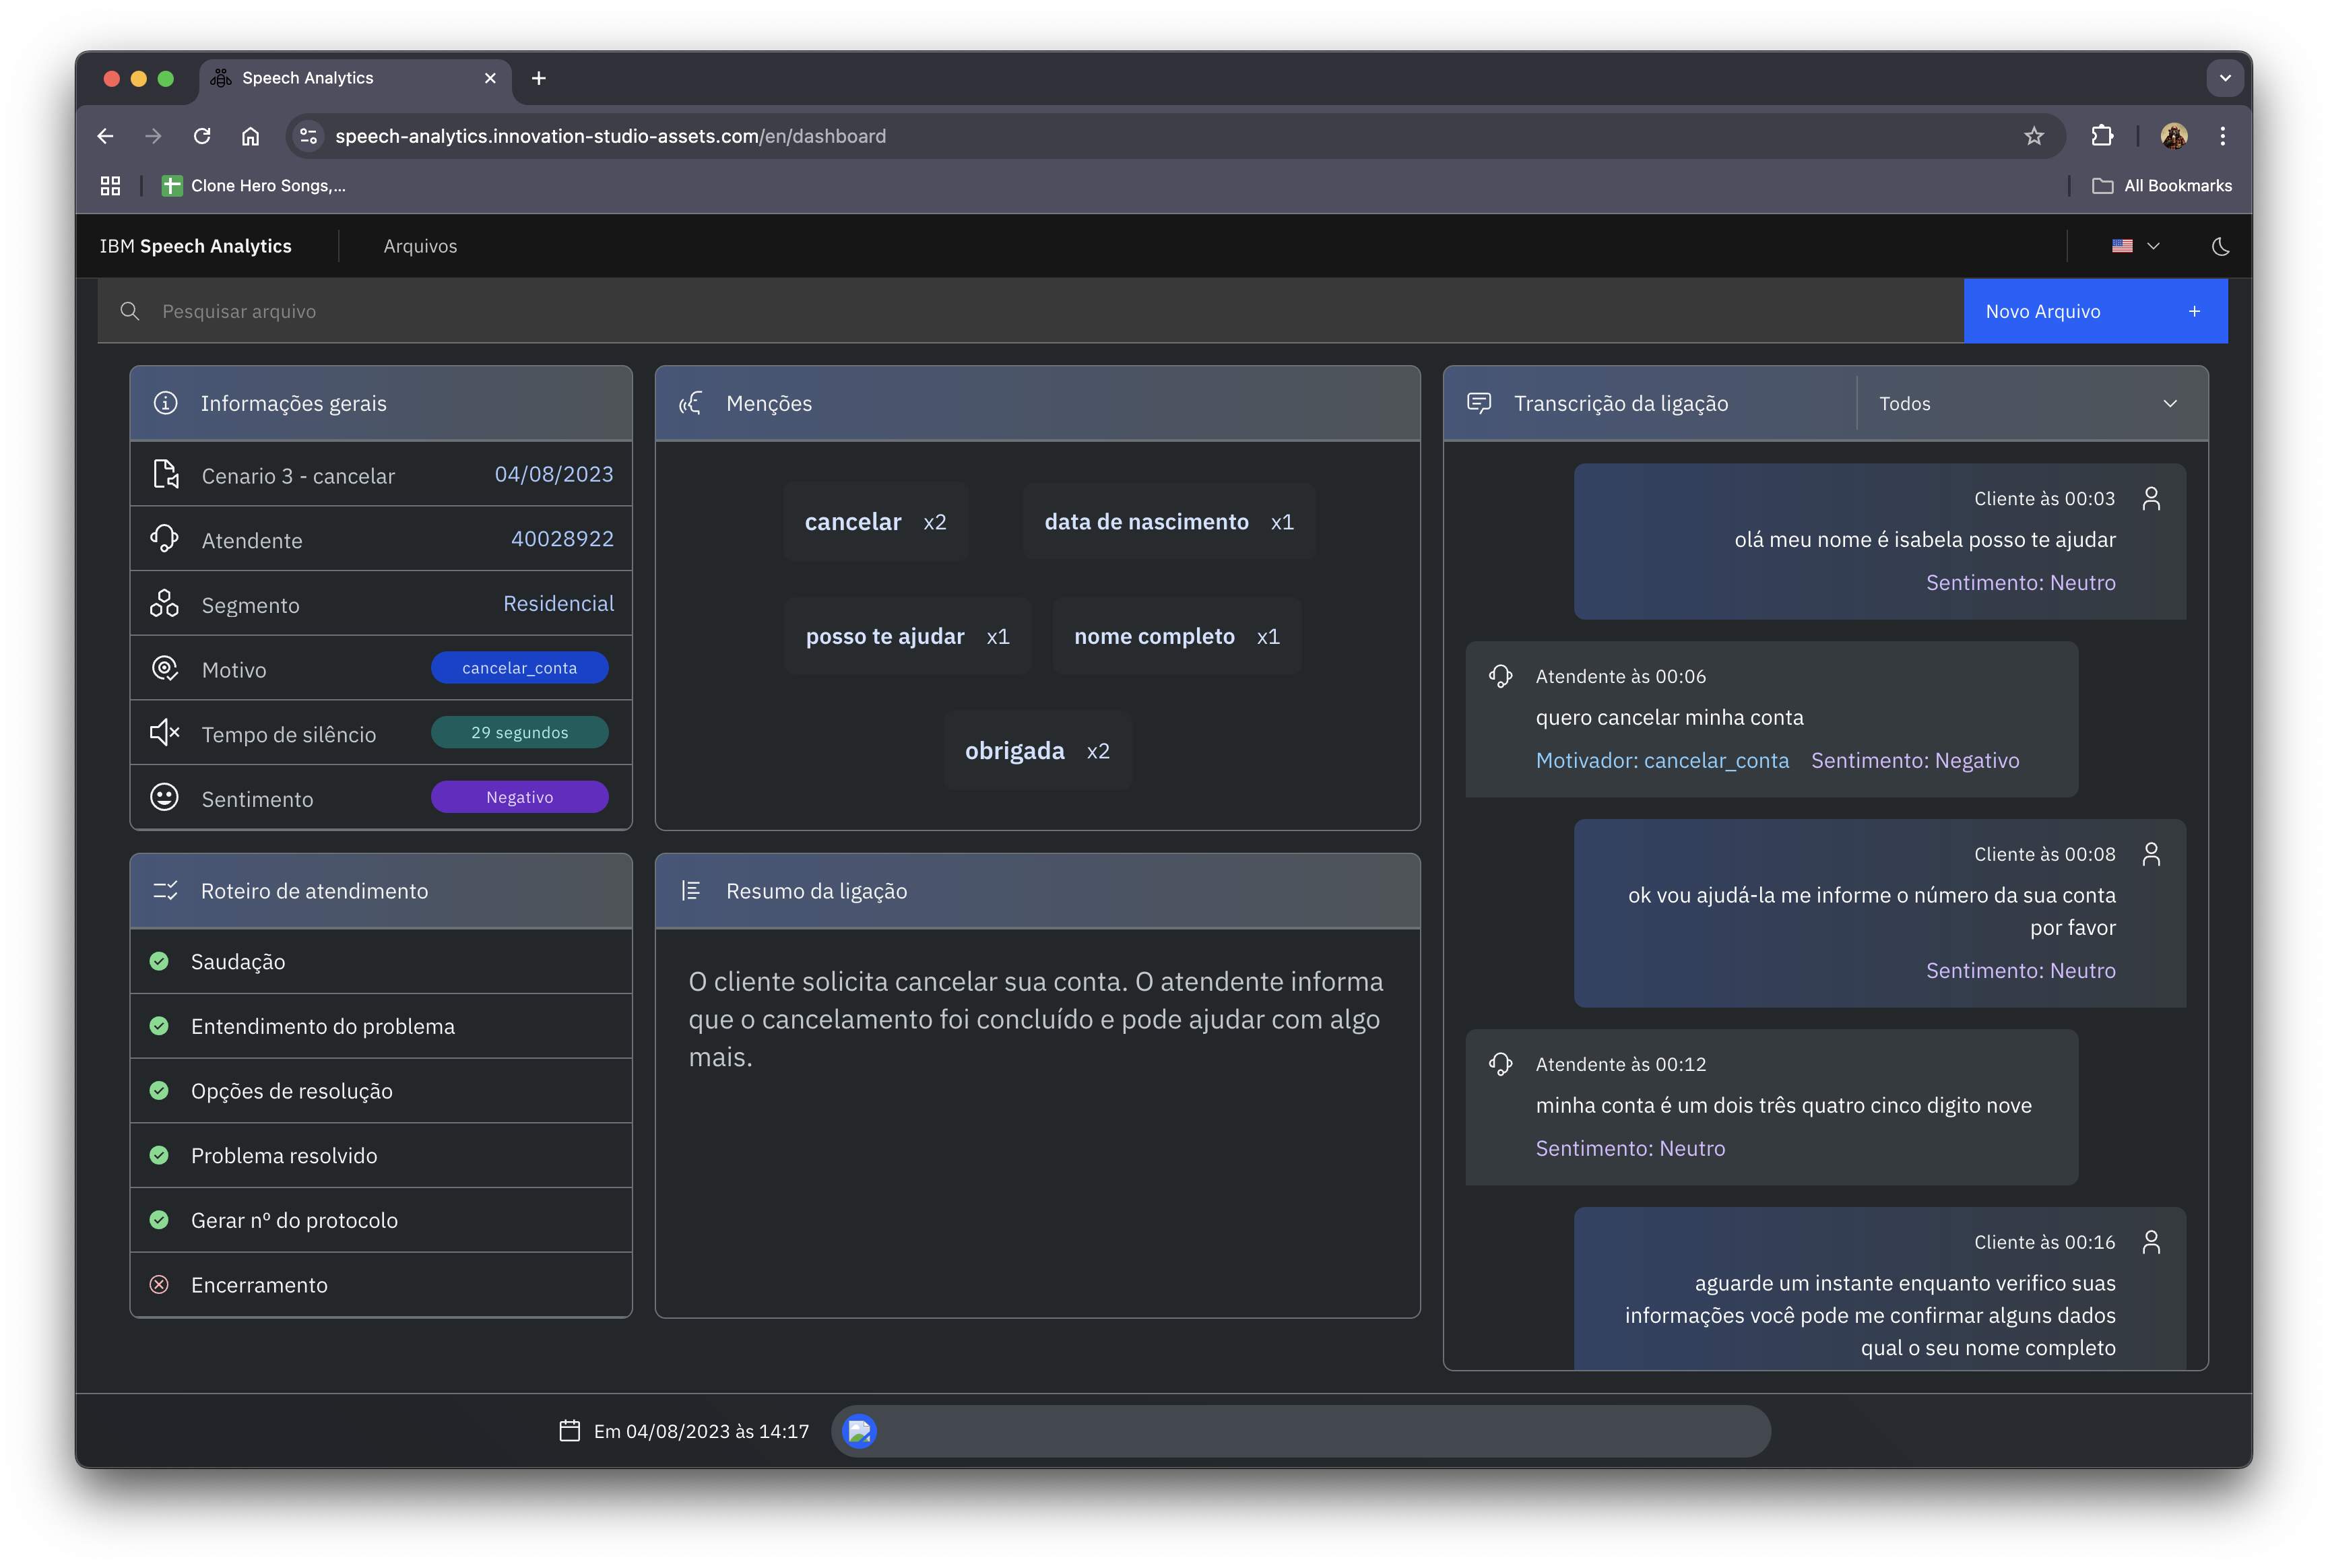 Speech Analytics
speech-analytics.innovation-studio-assets.com/en/dashboard
Clone Hero Songs,...
All Bookmarks
IBM Speech Analytics
Arquivos
Pesquisar arquivo
Novo Arquivo +
Informações gerais
Cenario 3 - cancelar 04/08/2023
Atendente 40028922
Segmento Residencial
Motivo cancelar_conta
Tempo de silêncio 29 segundos
Sentimento Negativo
Roteiro de atendimento
Saudação
Entendimento do problema
Opções de resolução
Problema resolvido
Gerar nº do protocolo
Encerramento
Menções
cancelar x2 data de nascimento x1
posso te ajudar x1 nome completo x1
obrigada x2
Resumo da ligação
O cliente solicita cancelar sua conta. O atendente informa
que o cancelamento foi concluído e pode ajudar com algo
mais.
Transcrição da ligação Todos
Cliente às 00:03
olá meu nome é isabela posso te ajudar
Sentimento: Neutro
Atendente às 00:06
quero cancelar minha conta
Motivador: cancelar_conta Sentimento: Negativo
Cliente às 00:08
ok vou ajudá-la me informe o número da sua conta
por favor
Sentimento: Neutro
Atendente às 00:12
minha conta é um dois três quatro cinco digito nove
Sentimento: Neutro
Cliente às 00:16
aguarde um instante enquanto verifico suas
informações você pode me confirmar alguns dados
qual o seu nome completo
Em 04/08/2023 às 14:17